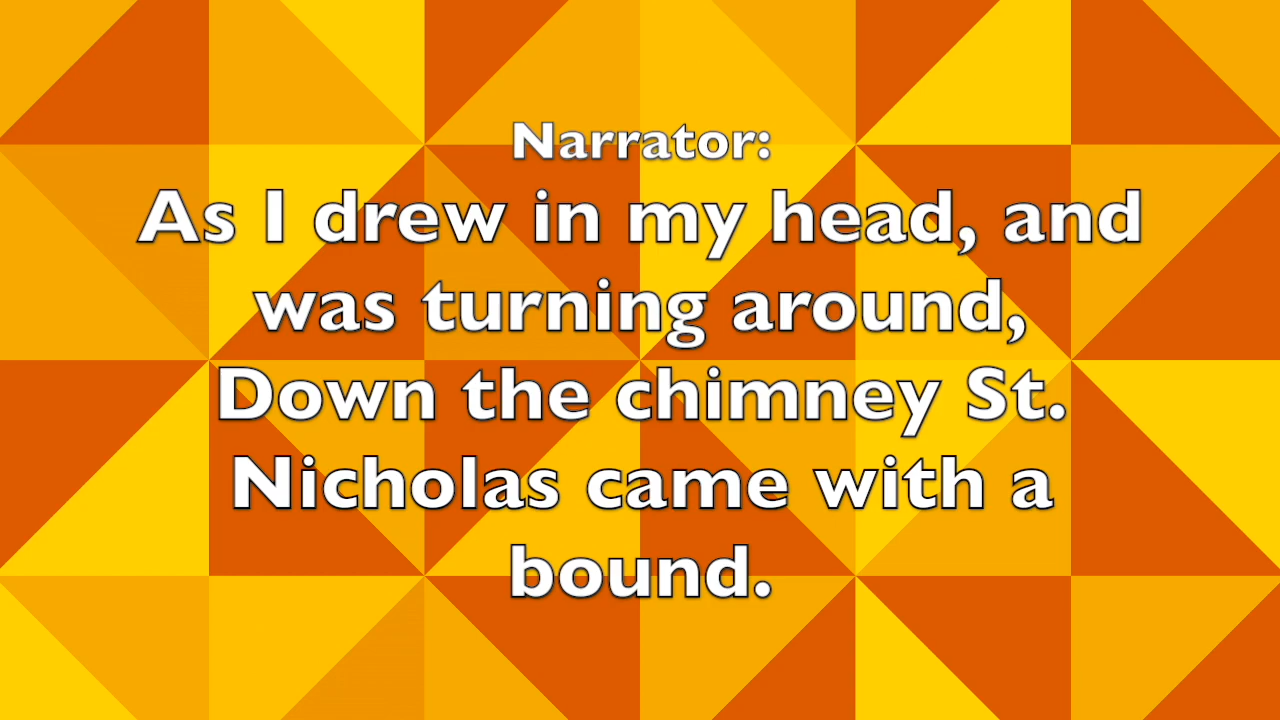 Narrator:
As I drew in my head, and
was turning around,
Down the chimney St.
Nicholas came with a
bound.